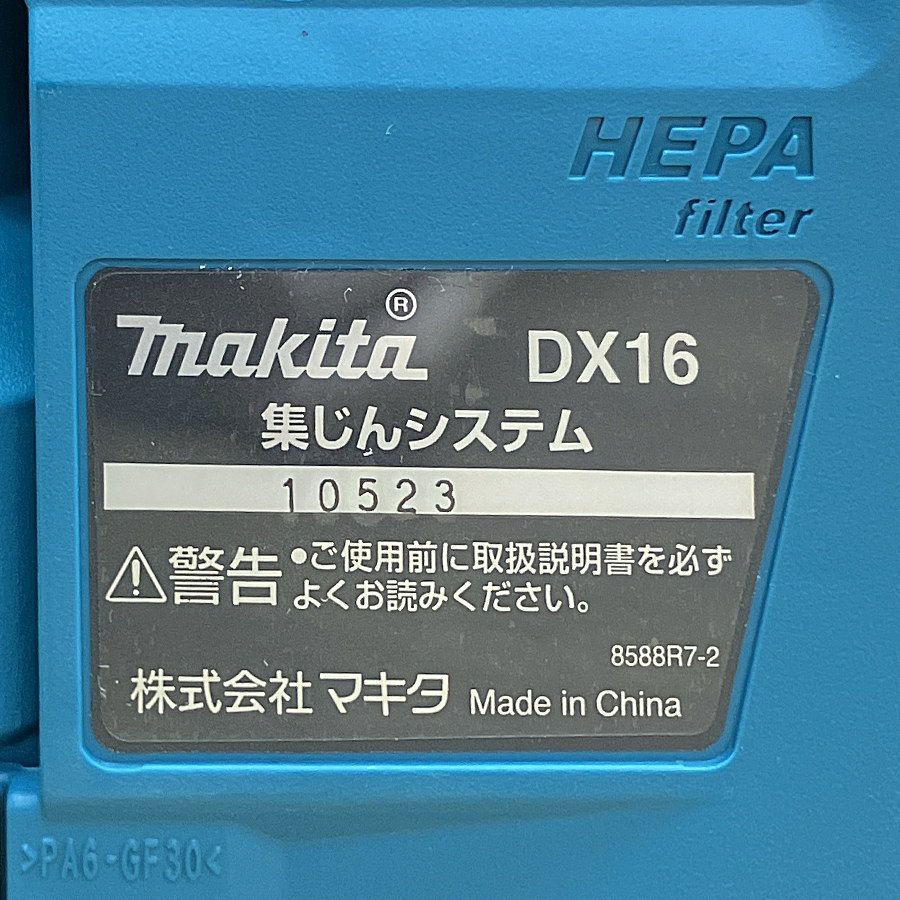 HEPA
filter
makita® DX16
集じんシステム
10523
⚠警告 •ご使用前に取扱説明書を必ず
よくお読みください。
8588R7-2
株式会社マキタ Made in China
>PA6-GF30<